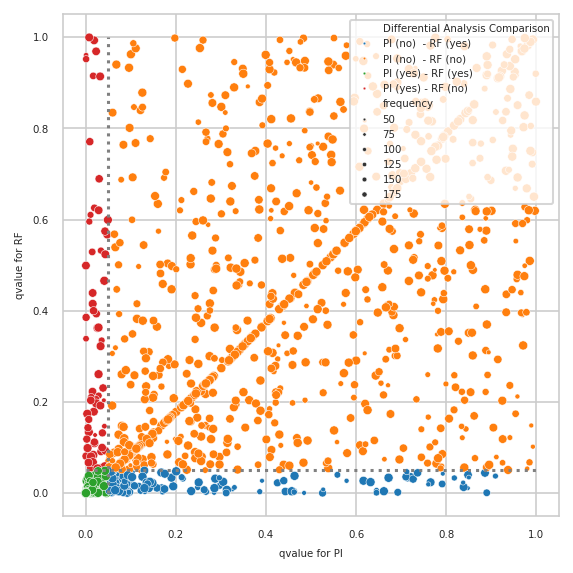 Differential Analysis Comparison
PI (no)  - RF (yes)
PI (no)  - RF (no)
PI (yes) - RF (yes)
PI (yes) - RF (no)
frequency
50
75
100
125
150
175
1.0
0.8
0.6
0.4
0.2
0.0
qvalue for RF
0.0 0.2 0.4 0.6 0.8 1.0
qvalue for PI